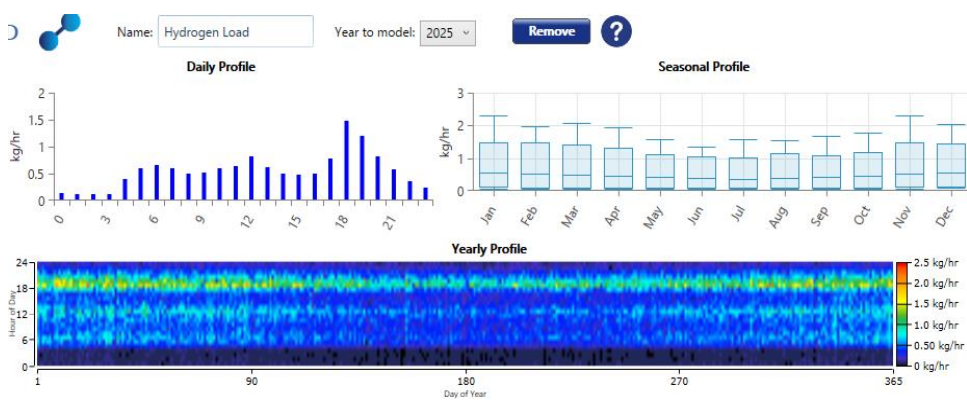 Name: Hydrogen Load Year to model: 2025 Remove ?
Daily Profile
kg/hr
2
1.5
1
0.5
0
0 3 6 9 12 15 18 21
Seasonal Profile
kg/hr
3
2
1
0
Jan Feb Mar Apr May Jun Jul Aug Sep Oct Nov Dec
Yearly Profile
Hour of Day
24
18
12
6
0
1 90 180 270 365
Day of Year
2.5 kg/hr
2.0 kg/hr
1.5 kg/hr
1.0 kg/hr
0.50 kg/hr
0 kg/hr